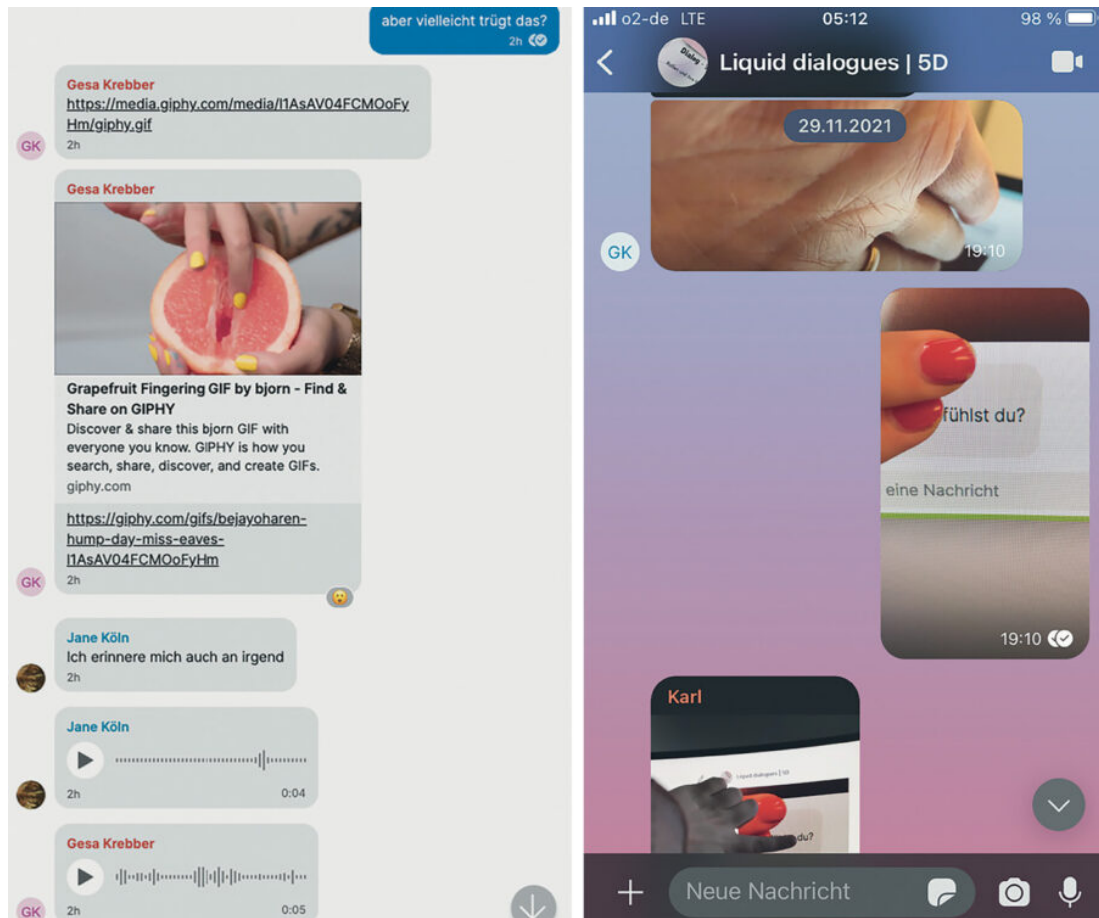 aber vielleicht trügt das?
2h
Gesa Krebber
https://media.giphy.com/media/l1AsAV04FCMOoFy
Hm/giphy.gif
2h
GK
Gesa Krebber
Grapefruit Fingering GIF by bjorn - Find &
Share on GIPHY
Discover & share this bjorn GIF with
everyone you know. GIPHY is how you
search, share, discover, and create GIFs.
giphy.com
https://giphy.com/gifs/bejayoharen-
hump-day-miss-eaves-
l1AsAV04FCMOoFyHm
2h
GK
Jane Köln
Ich erinnere mich auch an irgend
2h
Jane Köln
2h
0:04
Gesa Krebber
2h
0:05
GK
o2-de LTE
05:12
98 %
Liquid dialogues | 5D
29.11.2021
19:10
GK
fühlst du?
eine Nachricht
19:10
Karl
Liquid dialogues | 5D
du?
Neue Nachricht